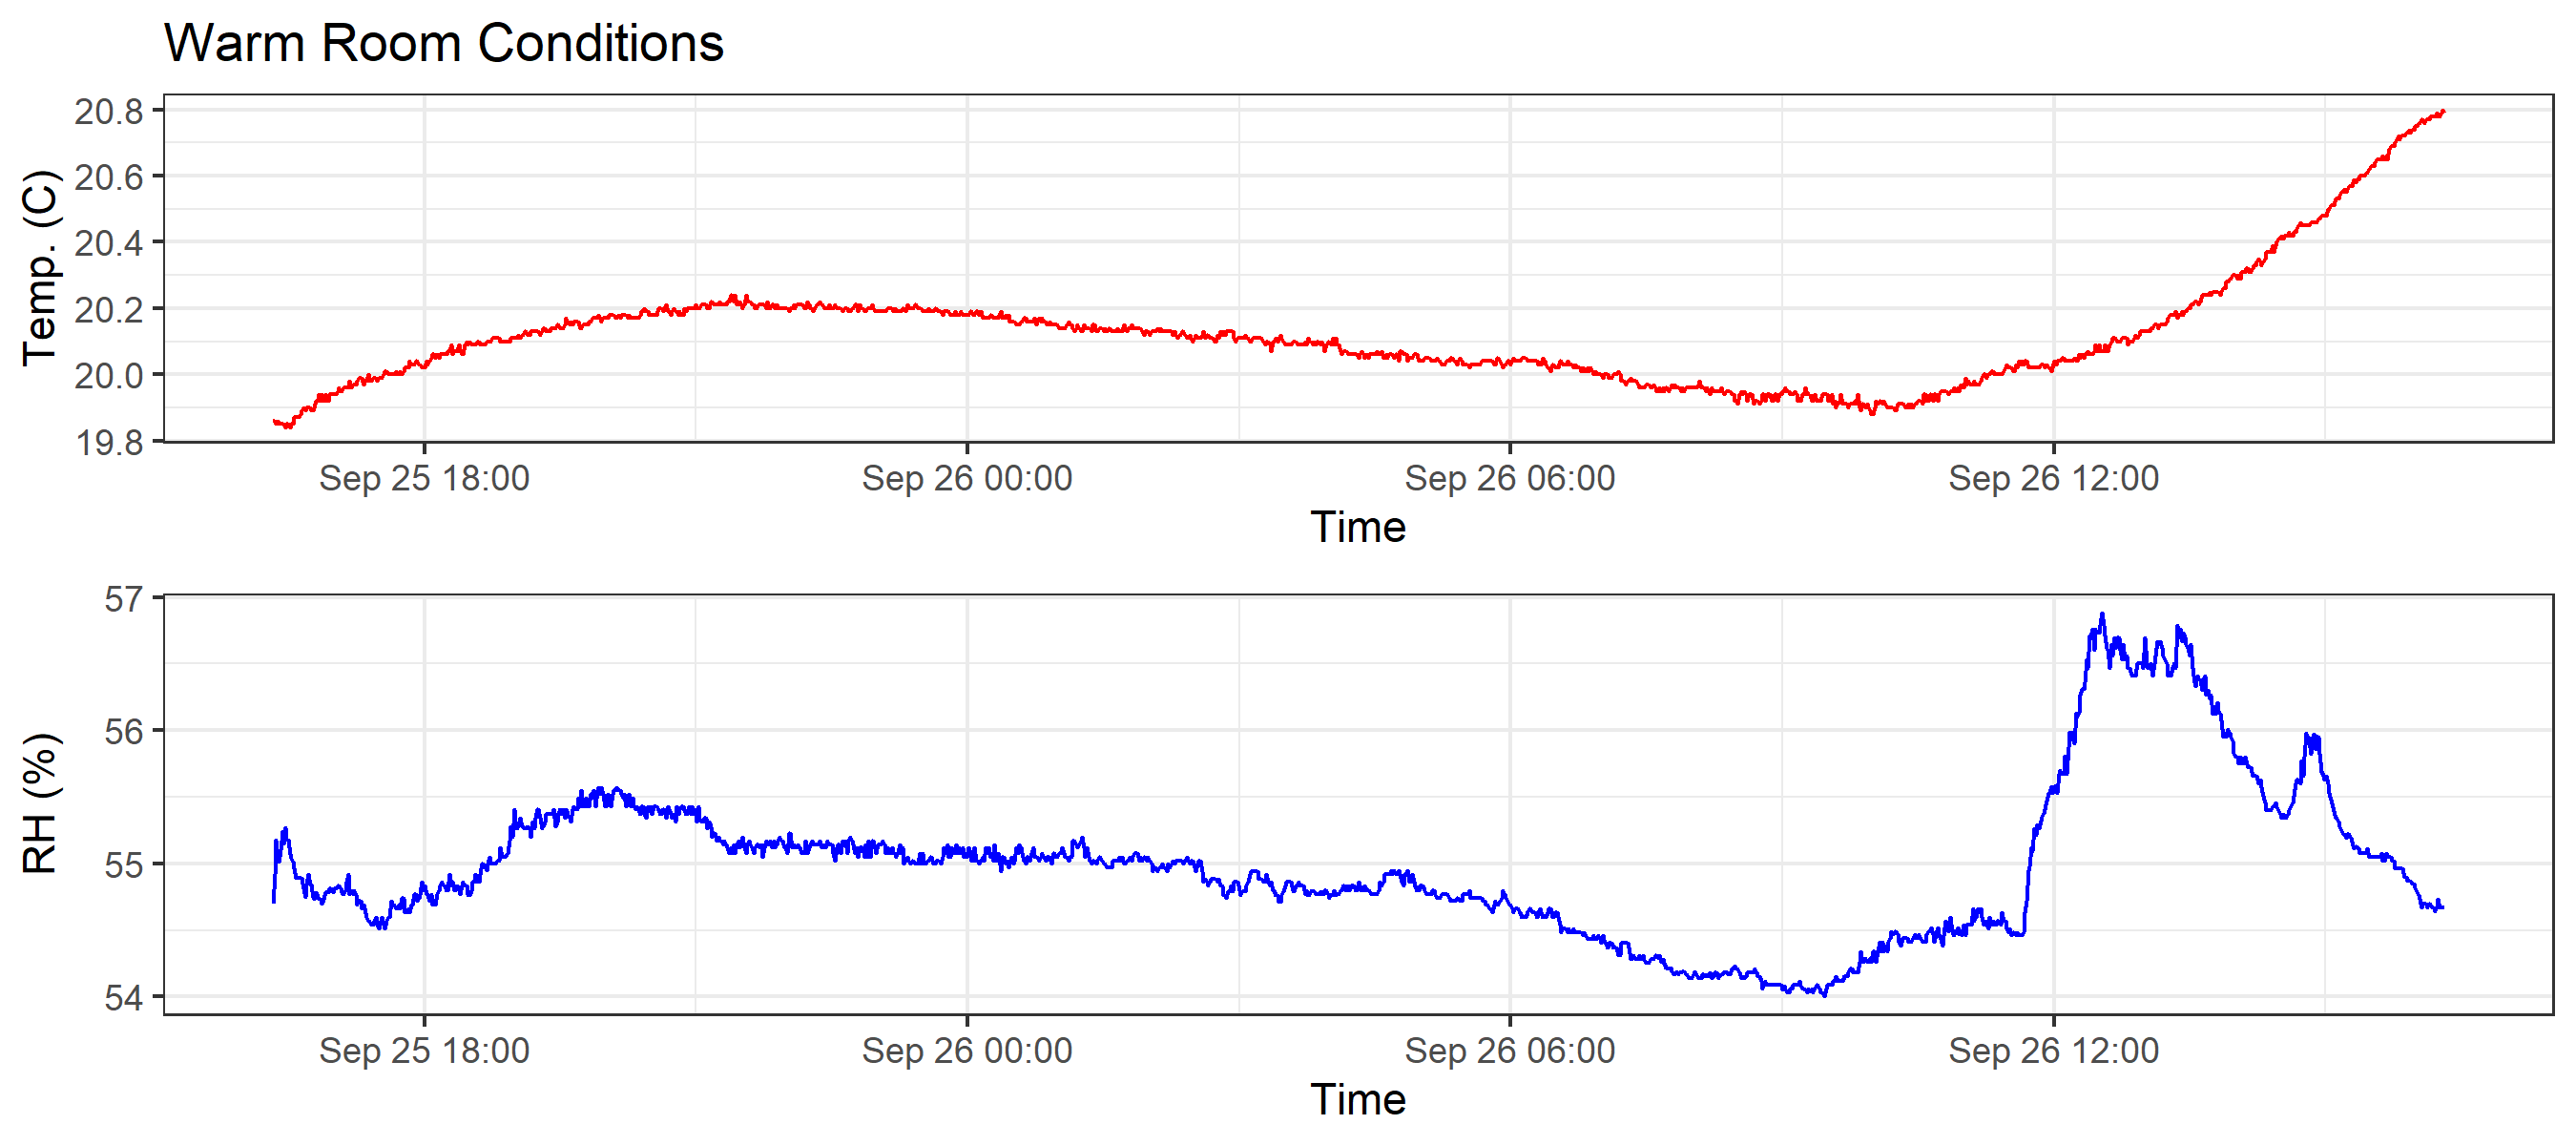 Warm Room Conditions
20.8
20.6
20.4
20.2
20.0
19.8
Temp. (C)
Sep 25 18:00 Sep 26 00:00 Sep 26 06:00 Sep 26 12:00
Time
57
56
55
54
RH (%)
Sep 25 18:00 Sep 26 00:00 Sep 26 06:00 Sep 26 12:00
Time